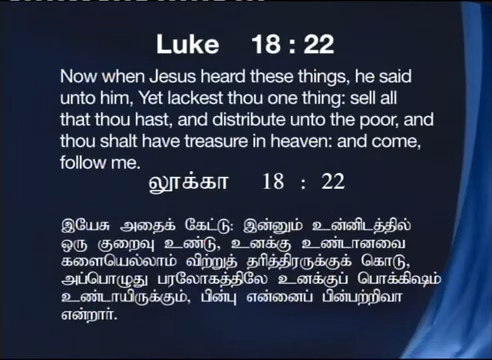 Luke 18 : 22
Now when Jesus heard these things, he said
unto him, Yet lackest thou one thing: sell all
that thou hast, and distribute unto the poor, and
thou shalt have treasure in heaven: and come,
follow me.
லூக்கா 18 : 22
இயேசு அதைக் கேட்டு: இன்னும் உன்னிடத்தில்
ஒரு குறைவு உண்டு, உனக்கு உண்டானவை
களையெல்லாம் விற்றுத் தரித்திரருக்குக் கொடு,
அப்பொழுது பரலோகத்திலே உனக்குப் பொக்கிஷம்
உண்டாயிருக்கும், பின்பு என்னைப் பின்பற்றிவா
என்றார்.